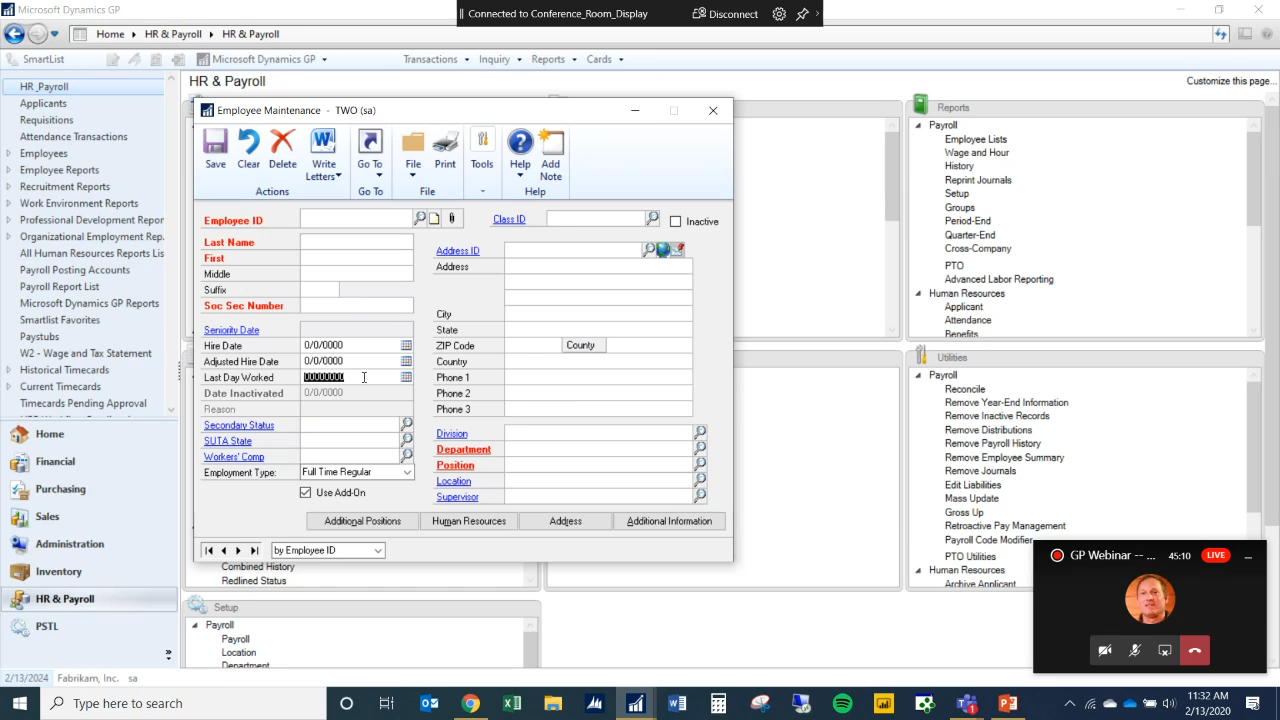 Microsoft Dynamics GP
Connected to Conference_Room_Display
Disconnect
Home
HR & Payroll
HR & Payroll
SmartList
Microsoft Dynamics GP
Transactions
Inquiry
Reports
Cards
HR & Payroll
Customize this page...
HR_Payroll
Applicants
Requisitions
Attendance Transactions
Employees
Employee Reports
Recruitment Reports
Work Environment Reports
Professional Development Repor
Organizational Employment Rep.
All Human Resources Reports Lis
Payroll Posting Accounts
Payroll Report List
Microsoft Dynamics GP Reports
Smartlist Favorites
Paystubs
W2 - Wage and Tax Statement
Historical Timecards
Current Timecards
Timecards Pending Approval
Home
Financial
Purchasing
Sales
Administration
Inventory
HR & Payroll
PSTL
2/13/2024
Fabrikam, Inc.
sa
Employee Maintenance - TWO (sa)
Save
Clear
Delete
Write
Letters
Actions
Go To
Go To
File
Print
File
Tools
Help
Add
Note
Help
Employee ID
Class ID
Inactive
Last Name
First
Middle
Suffix
Soc Sec Number
Seniority Date
Hire Date 0/0/0000
Adjusted Hire Date 0/0/0000
Last Day Worked 00000000
Date Inactivated 0/0/0000
Reason
Secondary Status
SUTA State
Workers' Comp
Employment Type: Full Time Regular
Use Add-On
Address ID
Address
City
State
ZIP Code
County
Country
Phone 1
Phone 2
Phone 3
Division
Department
Position
Location
Supervisor
Additional Positions
Human Resources
Address
Additional Information
by Employee ID
Combined History
Redlined Status
Setup
Payroll
Payroll
Location
Department
Reports
Payroll
Employee Lists
Wage and Hour
History
Reprint Journals
Setup
Groups
Period-End
Quarter-End
Cross-Company
PTO
Advanced Labor Reporting
Human Resources
Applicant
Attendance
Benefits
Utilities
Payroll
Reconcile
Remove Year-End Information
Remove Inactive Records
Remove Distributions
Remove Payroll History
Remove Employee Summary
Remove Journals
Edit Liabilities
Mass Update
Gross Up
Retroactive Pay Management
Payroll Code Modifier
PTO Utilities
Human Resources
Archive Applicant
GP Webinar -- ...
45:10
LIVE
Type here to search
11:32 AM
2/13/2020